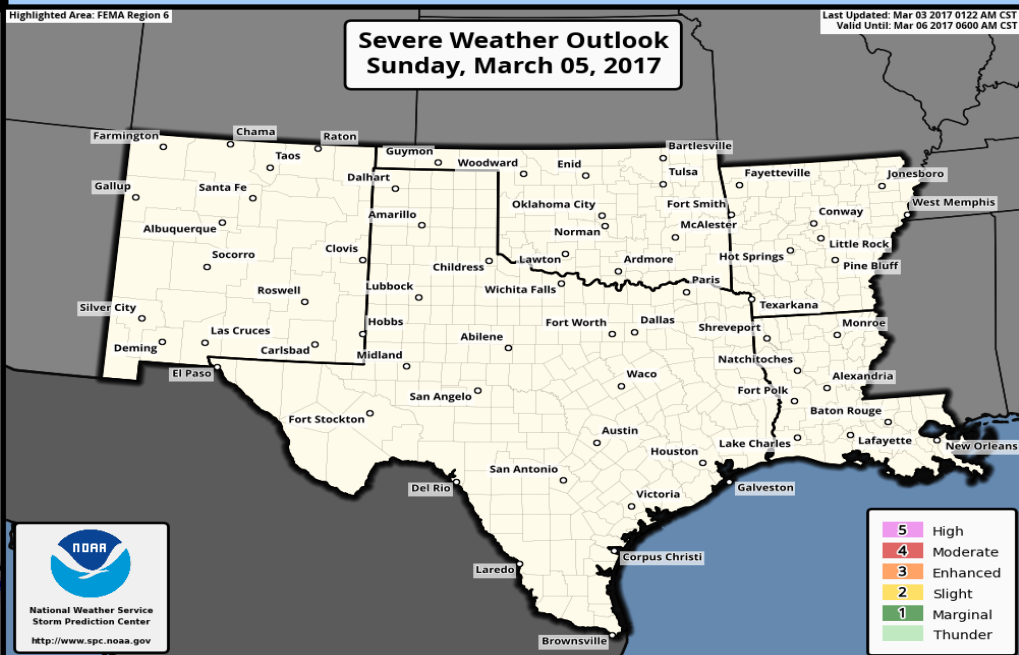 Highlighted Area: FEMA Region 6
Last Updated: Mar 03 2017 0122 AM CST
Valid Until: Mar 06 2017 0600 AM CST
Severe Weather Outlook
Sunday, March 05, 2017
Farmington
Chama
Raton
Taos
Guymon
Woodward
Enid
Bartlesville
Gallup
Santa Fe
Dalhart
Tulsa
Fayetteville
Jonesboro
Albuquerque
Amarillo
Oklahoma City
Fort Smith
Conway
West Memphis
Norman
McAlester
Socorro
Clovis
Childress
Lawton
Ardmore
Hot Springs
Little Rock
Pine Bluff
Roswell
Lubbock
Wichita Falls
Paris
Texarkana
Silver City
Las Cruces
Hobbs
Abilene
Fort Worth
Dallas
Shreveport
Monroe
Deming
Carlsbad
Midland
Natchitoches
El Paso
San Angelo
Waco
Fort Polk
Alexandria
Fort Stockton
Austin
Baton Rouge
Houston
Lake Charles
Lafayette
New Orleans
Del Rio
San Antonio
Victoria
Galveston
Laredo
Corpus Christi
Brownsville
NOAA
National Weather Service
Storm Prediction Center
http://www.spc.noaa.gov
5 High
4 Moderate
3 Enhanced
2 Slight
1 Marginal
Thunder